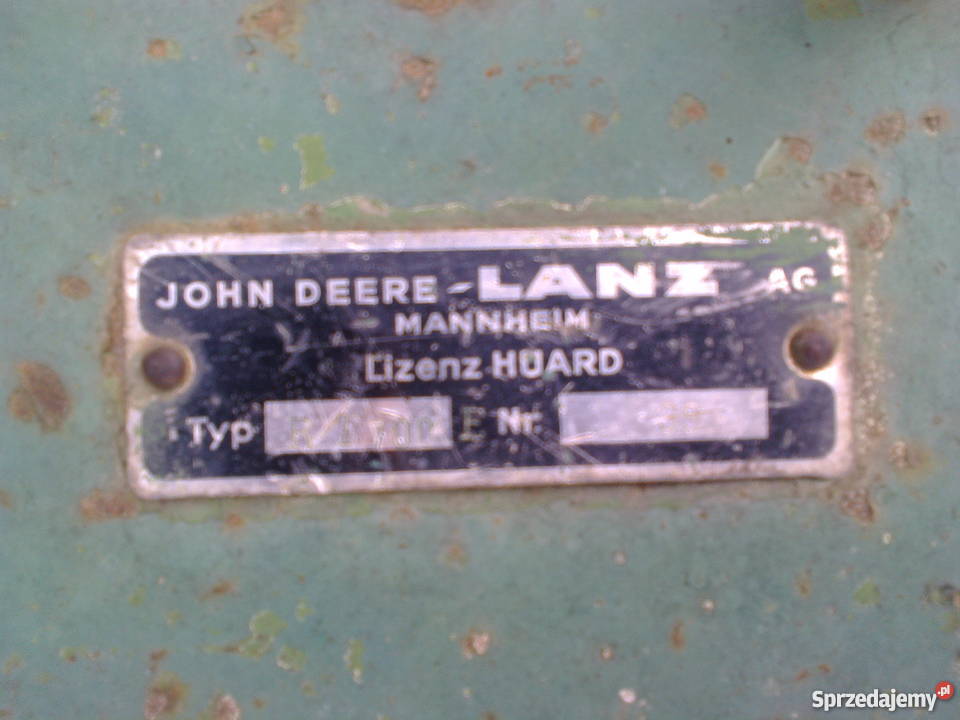 JOHN DEERE-LANZ AG
MANNHEIM
Lizenz HUARD
Typ E Nr.
Sprzedajemy.pl